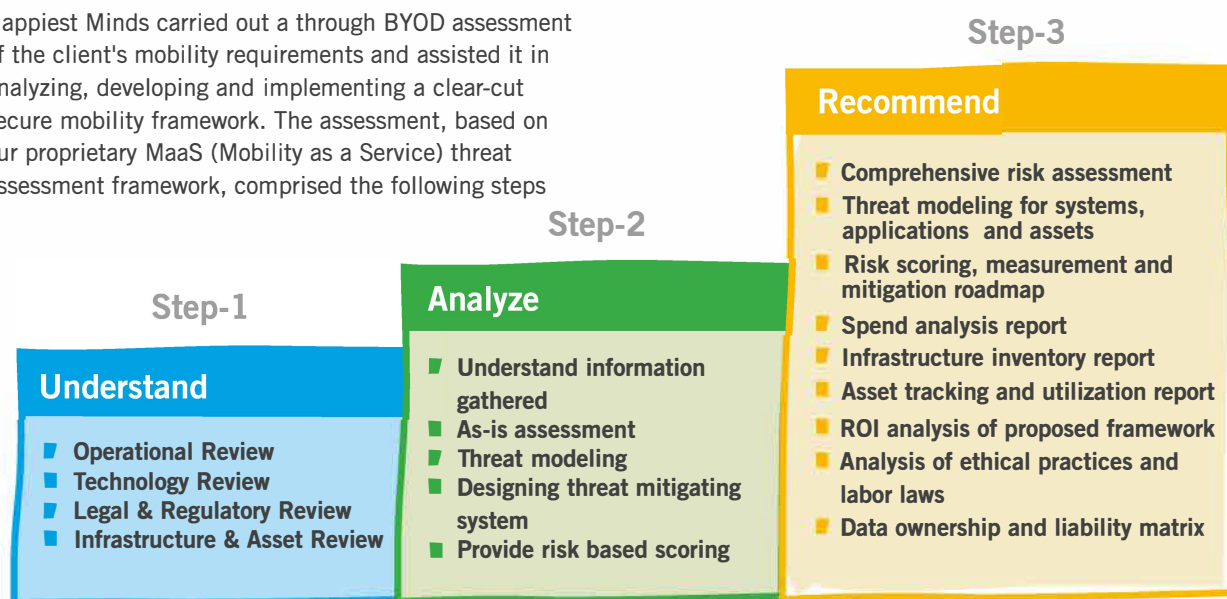 appiest Minds carried out a through BYOD assessment
f the client's mobility requirements and assisted it in
nalyzing, developing and implementing a clear-cut
ecure mobility framework. The assessment, based on
ur proprietary MaaS (Mobility as a Service) threat
ssessment framework, comprised the following steps
Step-1
Understand
Operational Review
Technology Review
Legal & Regulatory Review
Infrastructure & Asset Review
Step-2
Analyze
Understand information
gathered
As-is assessment
Threat modeling
Designing threat mitigating
system
Provide risk based scoring
Step-3
Recommend
Comprehensive risk assessment
Threat modeling for systems,
applications and assets
Risk scoring, measurement and
mitigation roadmap
Spend analysis report
Infrastructure inventory report
Asset tracking and utilization report
ROI analysis of proposed framework
Analysis of ethical practices and
labor laws
Data ownership and liability matrix